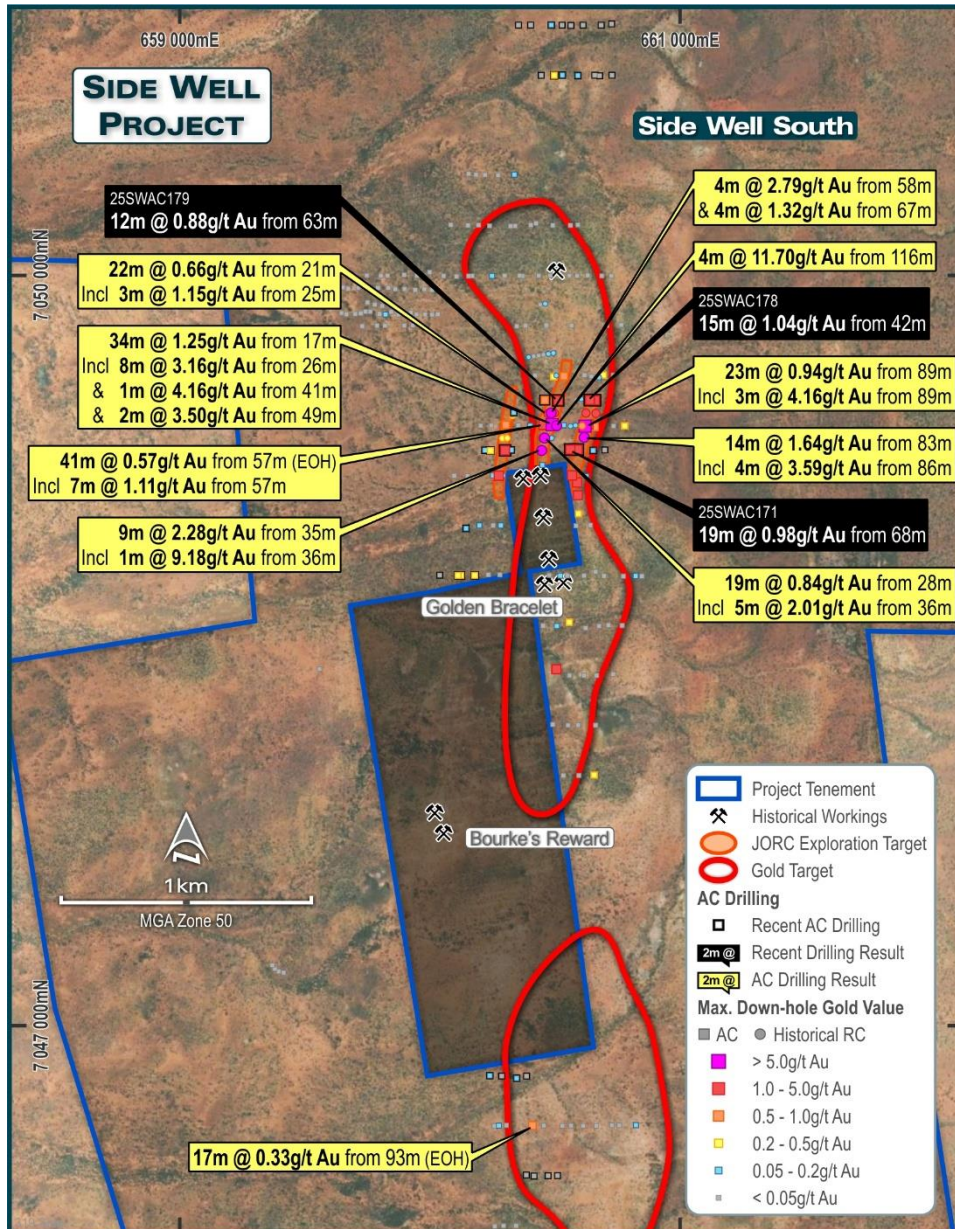 659 000mE
661 000mE
SIDE WELL
PROJECT
Side Well South
25SWAC179
12m @ 0.88g/t Au from 63m
4m @ 2.79g/t Au from 58m
& 4m @ 1.32g/t Au from 67m
7 050 000mN
22m @ 0.66g/t Au from 21m
Incl 3m @ 1.15g/t Au from 25m
4m @ 11.70g/t Au from 116m
25SWAC178
15m @ 1.04g/t Au from 42m
34m @ 1.25g/t Au from 17m
Incl 8m @ 3.16g/t Au from 26m
& 1m @ 4.16g/t Au from 41m
& 2m @ 3.50g/t Au from 49m
23m @ 0.94g/t Au from 89m
Incl 3m @ 4.16g/t Au from 89m
41m @ 0.57g/t Au from 57m (EOH)
Incl 7m @ 1.11g/t Au from 57m
14m @ 1.64g/t Au from 83m
Incl 4m @ 3.59g/t Au from 86m
9m @ 2.28g/t Au from 35m
Incl 1m @ 9.18g/t Au from 36m
25SWAC171
19m @ 0.98g/t Au from 68m
19m @ 0.84g/t Au from 28m
Incl 5m @ 2.01g/t Au from 36m
Golden Bracelet
Bourke's Reward
N
1km
MGA Zone 50
7 047 000mN
17m @ 0.33g/t Au from 93m (EOH)
Project Tenement
Historical Workings
JORC Exploration Target
Gold Target
AC Drilling
Recent AC Drilling
2m @ Recent Drilling Result
2m @ AC Drilling Result
Max. Down-hole Gold Value
AC Historical RC
> 5.0g/t Au
1.0 - 5.0g/t Au
0.5 - 1.0g/t Au
0.2 - 0.5g/t Au
0.05 - 0.2g/t Au
< 0.05g/t Au